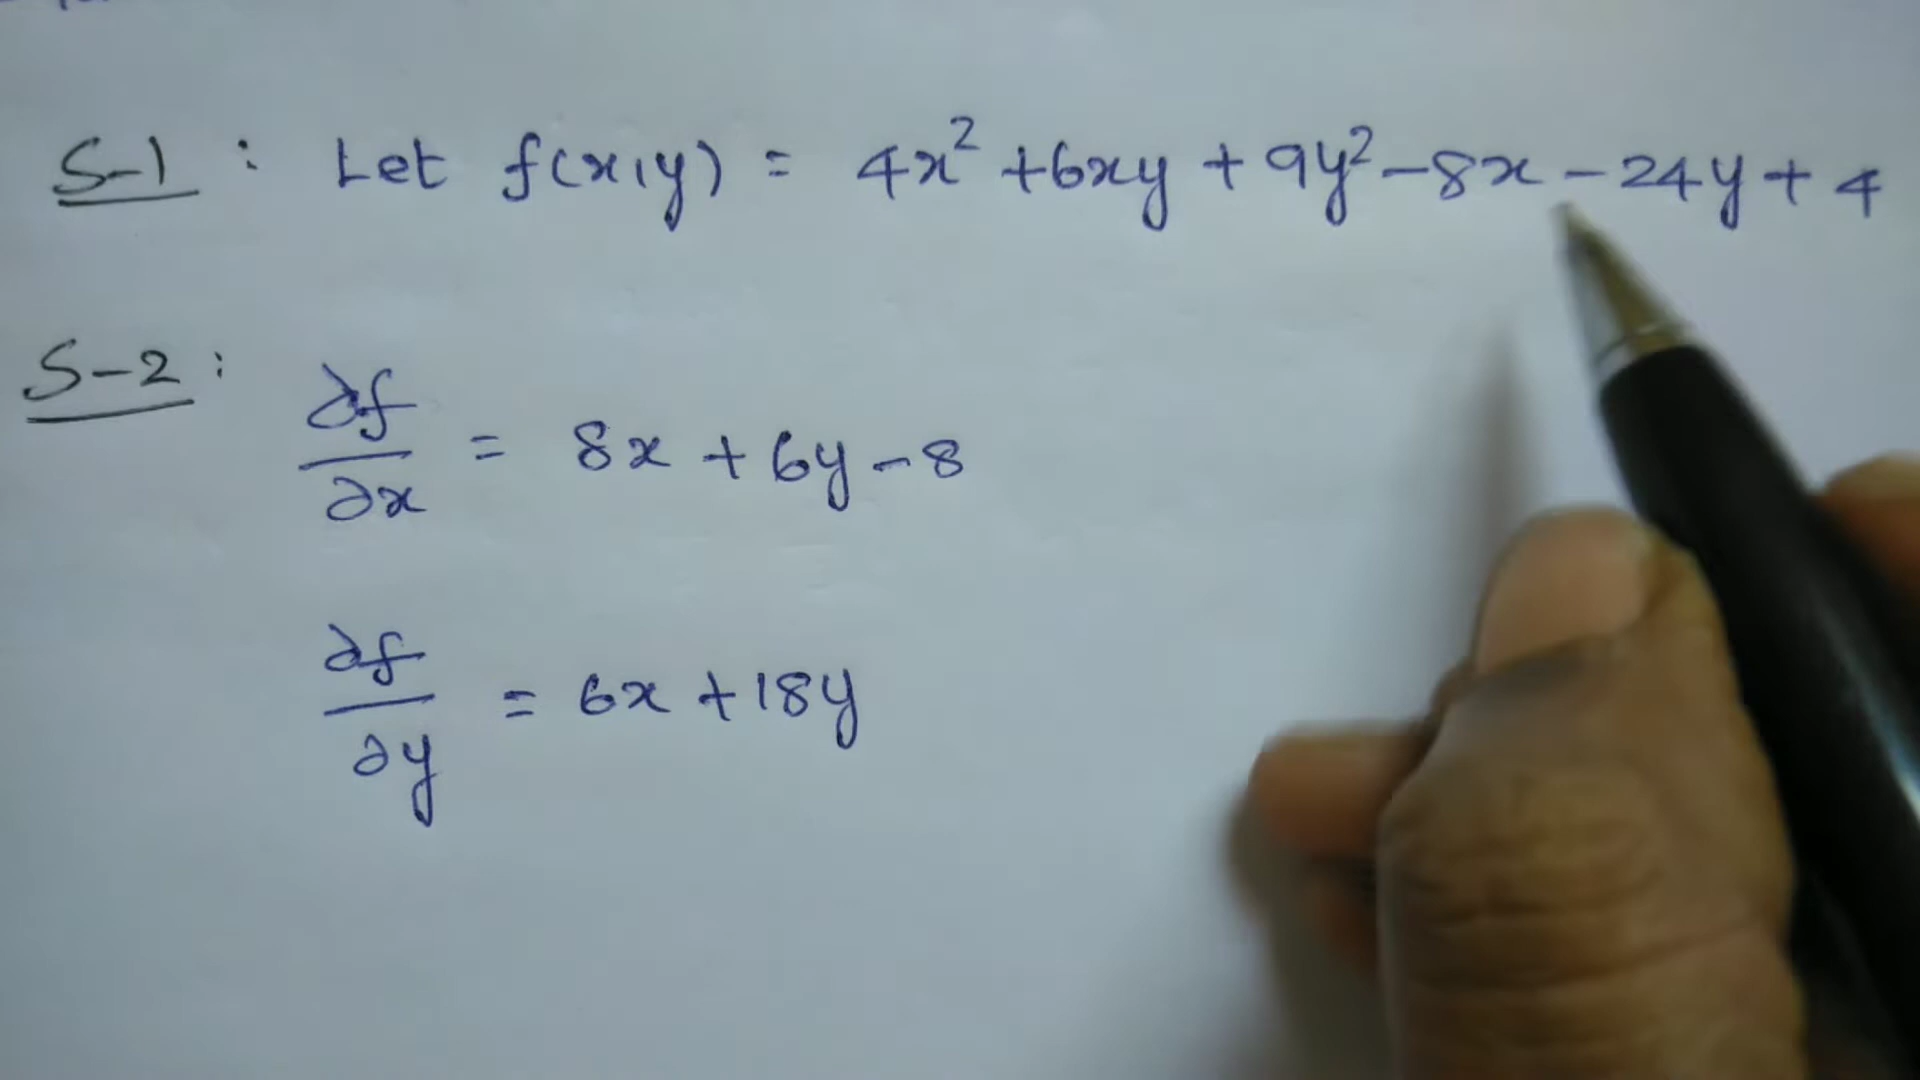 S-1 : Let f(x,y) = 4x² + 6xy + 9y² - 8x - 24y + 4
S-2 : ∂f/∂x = 8x + 6y - 8
∂f/∂y = 6x + 18y